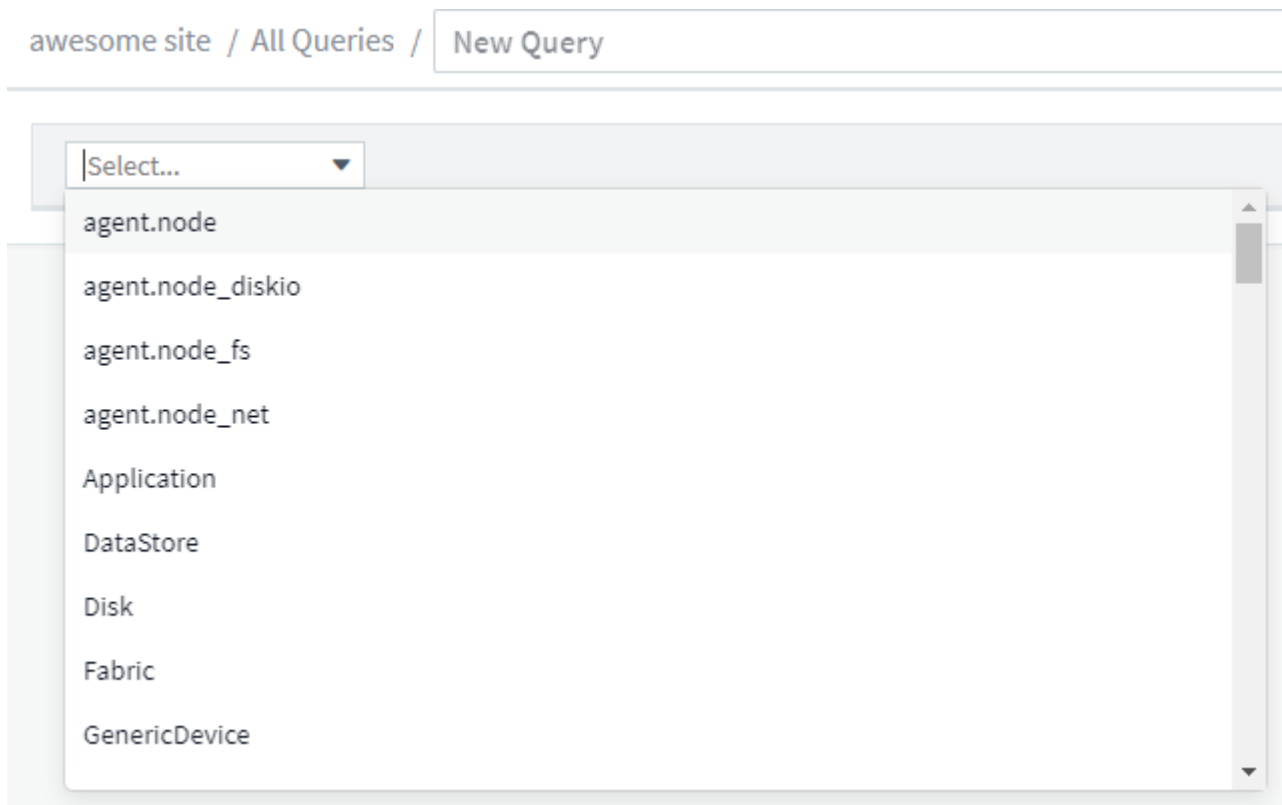 awesome site / All Queries / New Query
Select...
agent.node
agent.node_diskio
agent.node_fs
agent.node_net
Application
DataStore
Disk
Fabric
GenericDevice